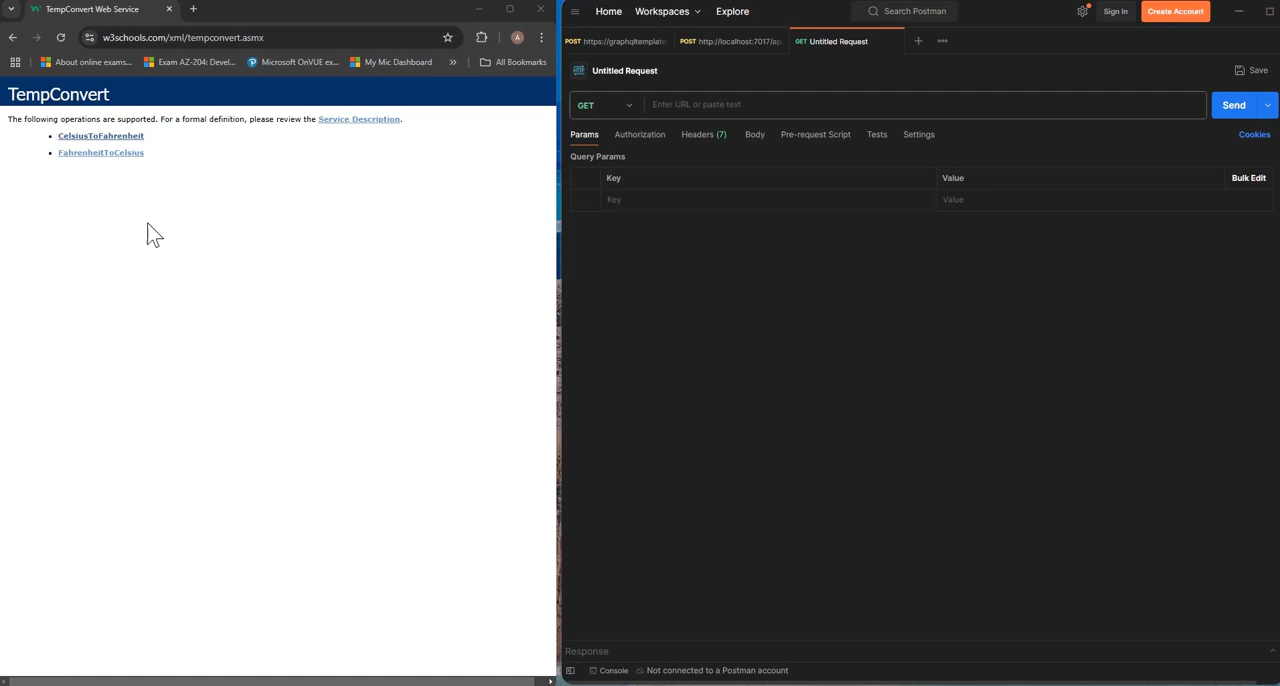 TempConvert Web Service
w3schools.com/xml/tempconvert.asmx
About online exams...
Exam AZ-204: Devel...
Microsoft OnVUE ex...
My Mic Dashboard
All Bookmarks
A
TempConvert
The following operations are supported. For a formal definition, please review the Service Description.
CelsiusToFahrenheit
FahrenheitToCelsius
Home Workspaces Explore Search Postman Sign In Create Account
POST https://graphqltemplate POST http://localhost:7017/ap GET Untitled Request
HTTP Untitled Request Save
GET Enter URL or paste text Send
Params Authorization Headers (7) Body Pre-request Script Tests Settings Cookies
Query Params
Key Value Bulk Edit
Key Value
Response
Console Not connected to a Postman account